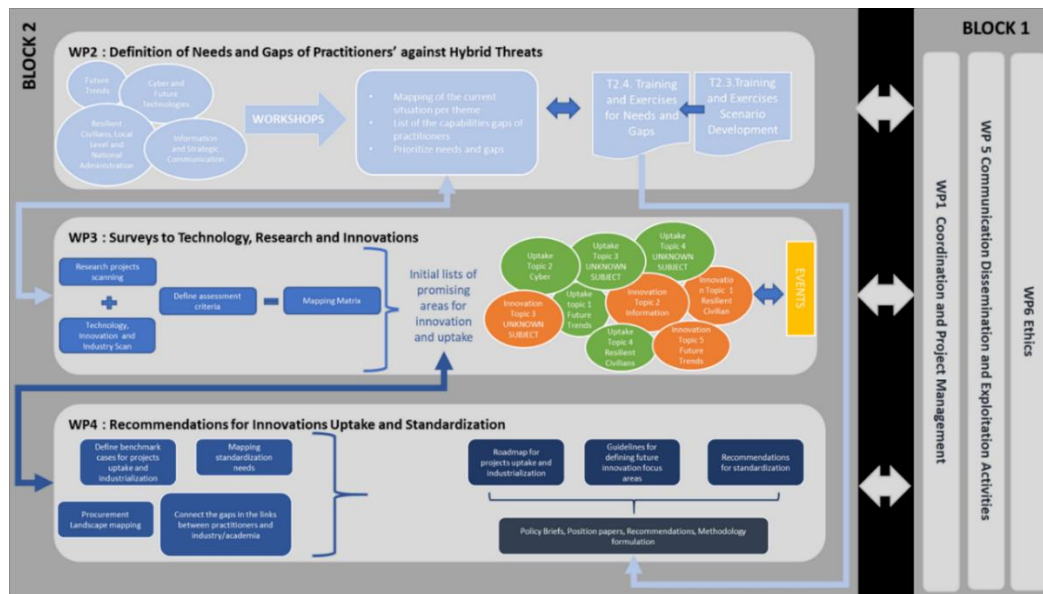 BLOCK 2
WP2 : Definition of Needs and Gaps of Practitioners’ against Hybrid Threats
Future
Trends
Cyber and
Future
Technologies
Resilient
Civilians, Local
Level and
National
Administration
Information
and Strategic
Communication
WORKSHOPS
• Mapping of the current
situation per theme
• List of the capabilities gaps of
practitioners
• Prioritize needs and gaps
T2.4. Training
and Exercises
for Needs and
Gaps
T2.3.Training
and Exercises
Scenario
Development
WP3 : Surveys to Technology, Research and Innovations
Research projects
scanning
Technology,
Innovation and
Industry Scan
Define assessment
criteria
Mapping Matrix
Initial lists of
promising
areas for
innovation
and uptake
Uptake
Topic 2
Cyber
Uptake
Topic 3
UNKNOWN
SUBJECT
Uptake
Topic 4
UNKNOWN
SUBJECT
Innovation
Topic 3
UNKNOWN
SUBJECT
Uptake
topic 1
Future
Trends
Innovation
Topic 2
Information
Innovatio
n Topic 1
Resilient
Civilian
Uptake
Topic 4
Resilient
Civilians
Innovation
Topic 5
Future
Trends
EVENTS
WP4 : Recommendations for Innovations Uptake and Standardization
Define benchmark
cases for projects
uptake and
industrialization
Mapping
standardization
needs
Procurement
Landscape mapping
Connect the gaps in the links
between practitioners and
industry/academia
Roadmap for
projects uptake and
industrialization
Guidelines for
defining future
innovation focus
areas
Recommendations
for standardization
Policy Briefs, Position papers, Recommendations, Methodology
formulation
BLOCK 1
WP1 Coordination and Project Management
WP 5 Communication Dissemination and Exploitation Activities
WP6 Ethics